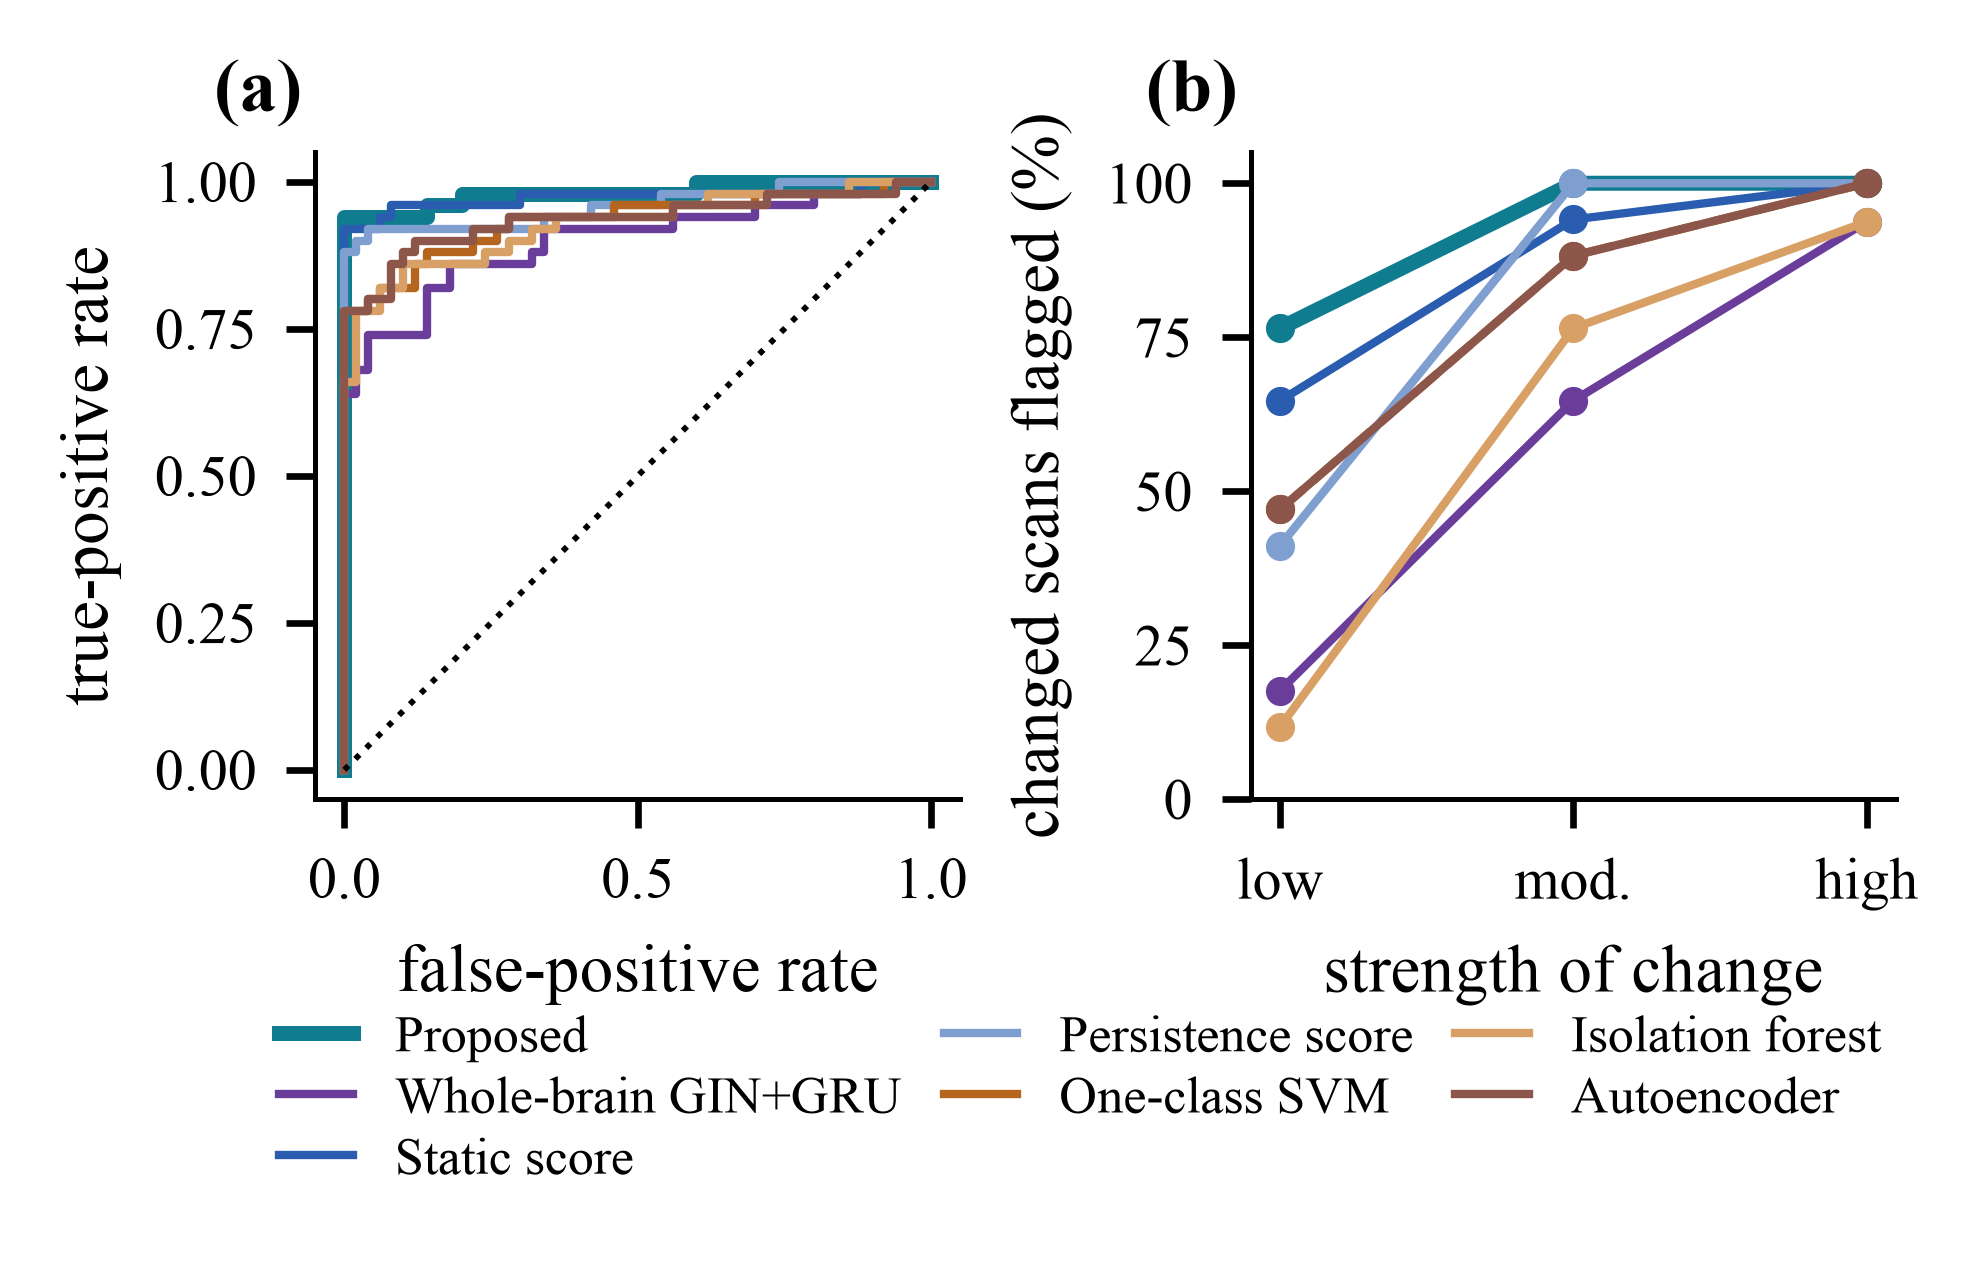 (a)
true-positive rate
1.00
0.75
0.50
0.25
0.00
0.0 0.5 1.0
false-positive rate
(b)
changed scans flagged (%)
100
75
50
25
0
low mod. high
strength of change
Proposed
Whole-brain GIN+GRU
Static score
Persistence score
One-class SVM
Isolation forest
Autoencoder